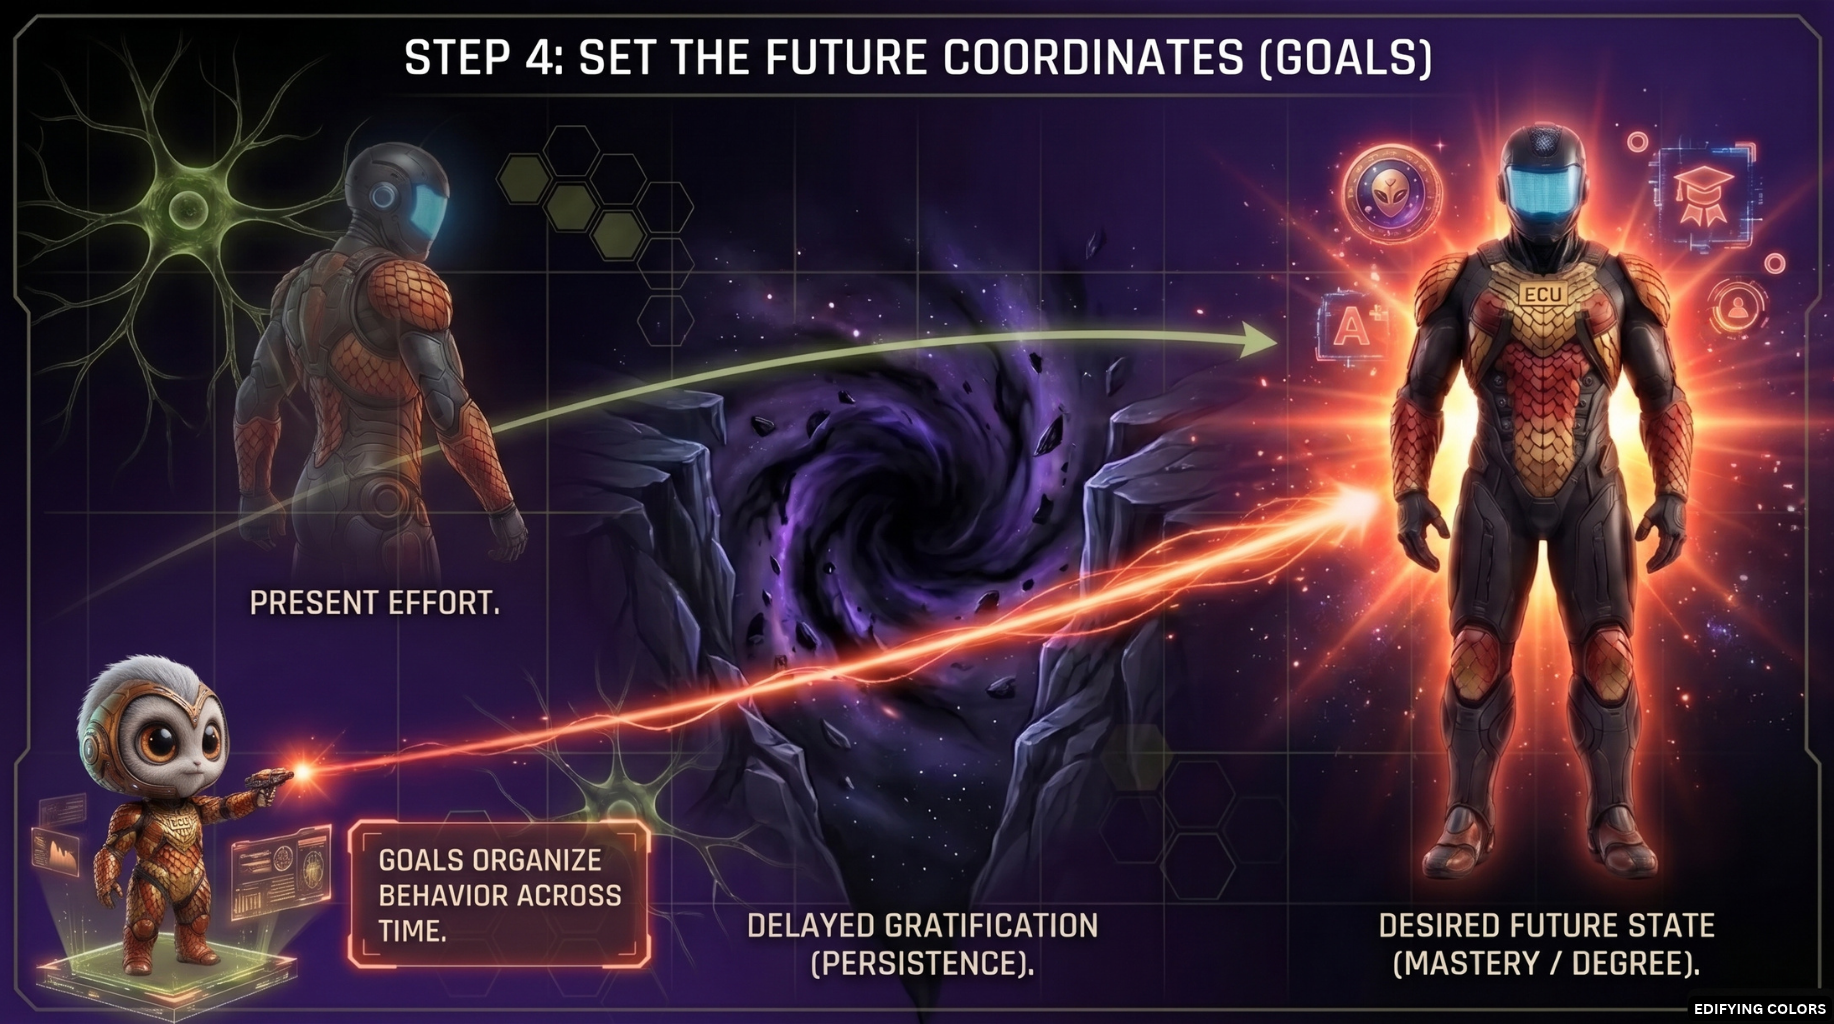 STEP 4: SET THE FUTURE COORDINATES (GOALS)
ECU
A+
PRESENT EFFORT.
ECU
GOALS ORGANIZE
BEHAVIOR ACROSS
TIME.
DELAYED GRATIFICATION
(PERSISTENCE).
DESIRED FUTURE STATE
(MASTERY / DEGREE).
EDIFYING COLORS